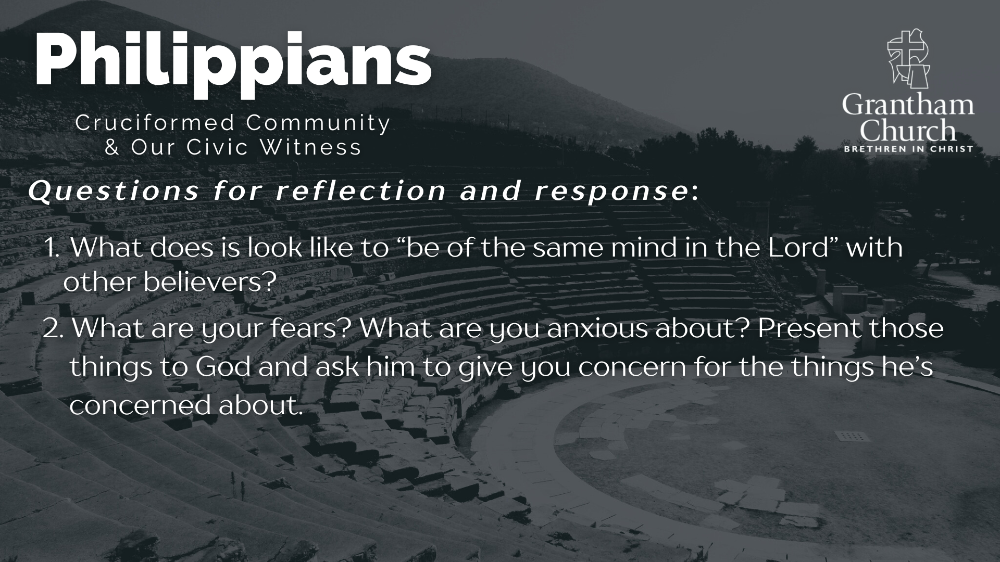 Philippians
Cruciformed Community
& Our Civic Witness
Grantham
Church
BRETHREN IN CHRIST
Questions for reflection and response:
1. What does is look like to “be of the same mind in the Lord” with
other believers?
2. What are your fears? What are you anxious about? Present those
things to God and ask him to give you concern for the things he’s
concerned about.